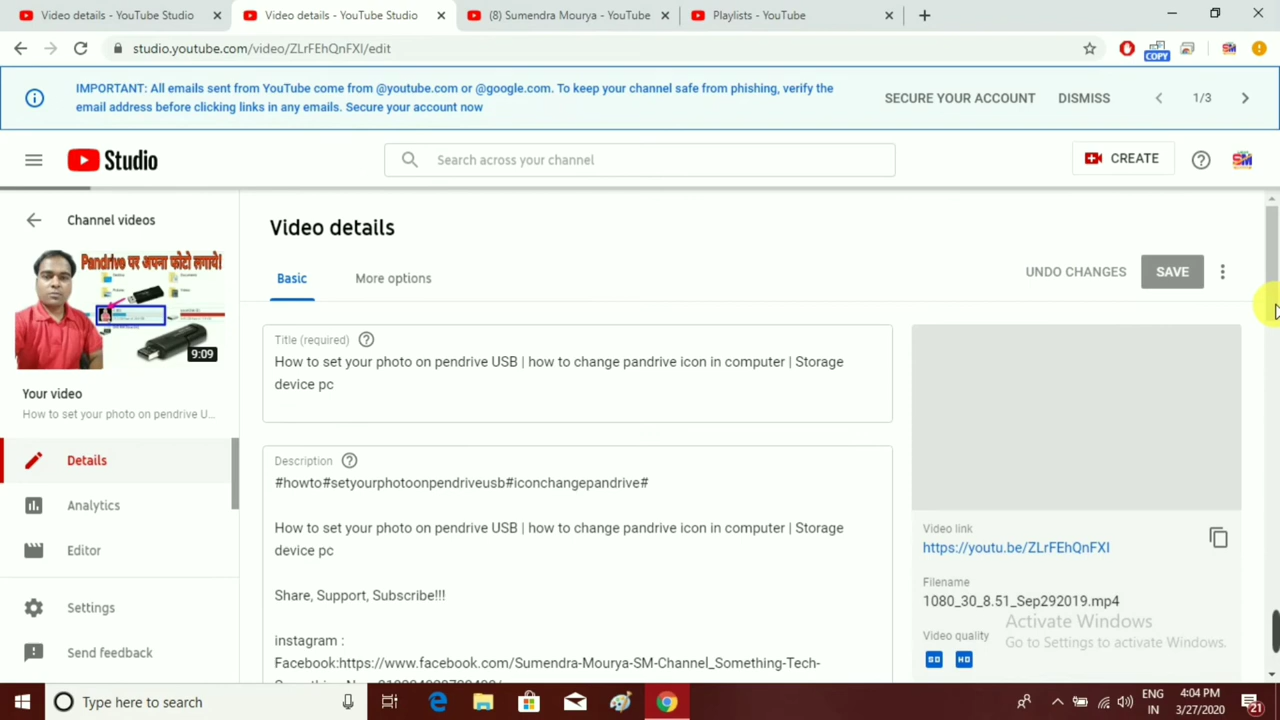 Video details - YouTube Studio
Video details - YouTube Studio
(8) Sumendra Mourya - YouTube
Playlists - YouTube
studio.youtube.com/video/ZLrFEhQnFXI/edit
COPY
IMPORTANT: All emails sent from YouTube come from @youtube.com or @google.com. To keep your channel safe from phishing, verify the
email address before clicking links in any emails. Secure your account now
SECURE YOUR ACCOUNT
DISMISS
1/3
Studio
Search across your channel
CREATE
SM
Channel videos
Pandrive पर अपना फोटो लगाये!
9:09
Your video
How to set your photo on pendrive U...
Details
Analytics
Editor
Settings
Send feedback
Video details
Basic
More options
UNDO CHANGES
SAVE
Title (required)
How to set your photo on pendrive USB | how to change pandrive icon in computer | Storage
device pc
Description
#howto#setyourphotoonpendriveusb#iconchangepandrive#
How to set your photo on pendrive USB | how to change pandrive icon in computer | Storage
device pc
Share, Support, Subscribe!!!
instagram :
Facebook:https://www.facebook.com/Sumendra-Mourya-SM-Channel_Something-Tech-
Video link
https://youtu.be/ZLrFEhQnFXI
Filename
1080_30_8.51_Sep292019.mp4
Video quality
SD HD
Activate Windows
Go to Settings to activate Windows.
Type here to search
ENG
IN
4:04 PM
3/27/2020
21